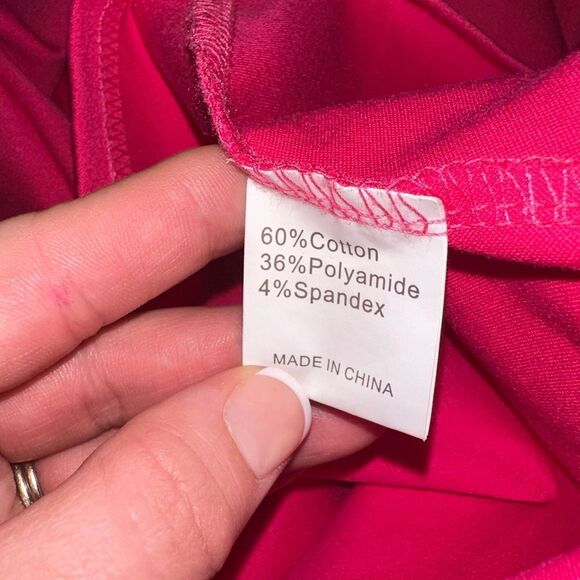 60%Cotton
36%Polyamide
4%Spandex
MADE IN CHINA